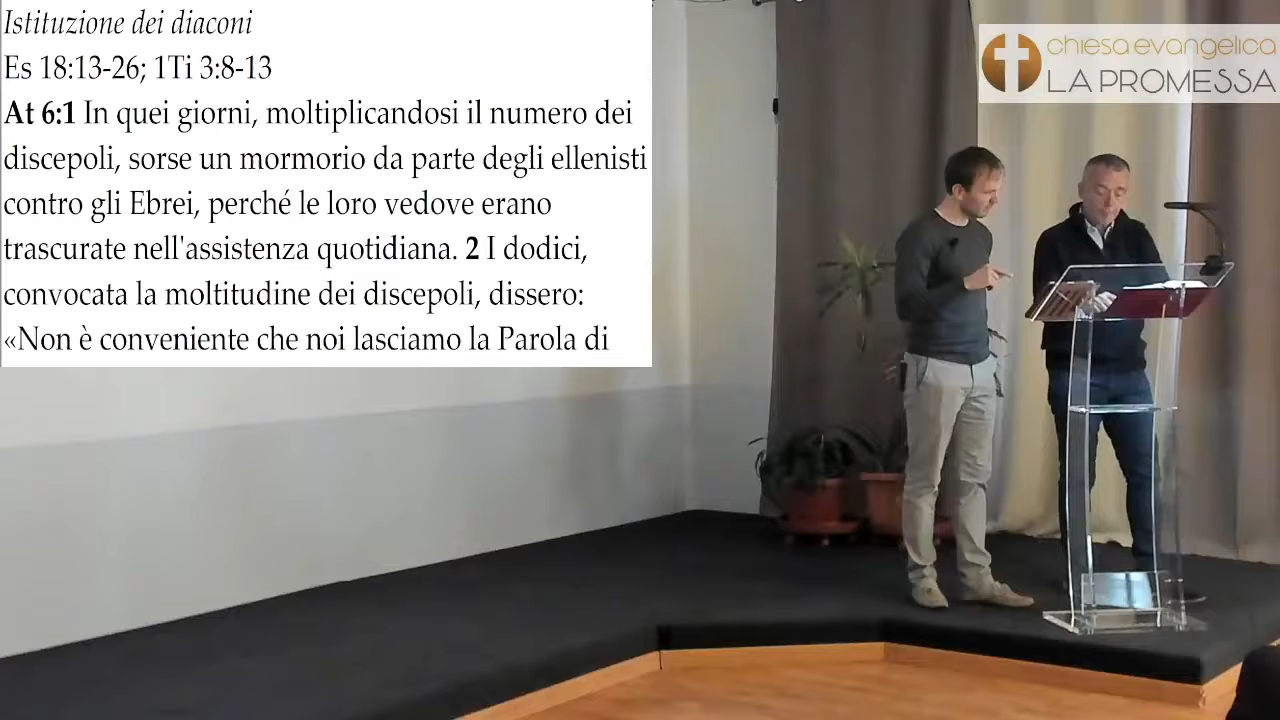 Istituzione dei diaconi
Es 18:13-26; 1Ti 3:8-13
At 6:1 In quei giorni, moltiplicandosi il numero dei
discepoli, sorse un mormorio da parte degli ellenisti
contro gli Ebrei, perché le loro vedove erano
trascurate nell'assistenza quotidiana. 2 I dodici,
convocata la moltitudine dei discepoli, dissero:
«Non è conveniente che noi lasciamo la Parola di
chiesa evangelica
LA PROMESSA